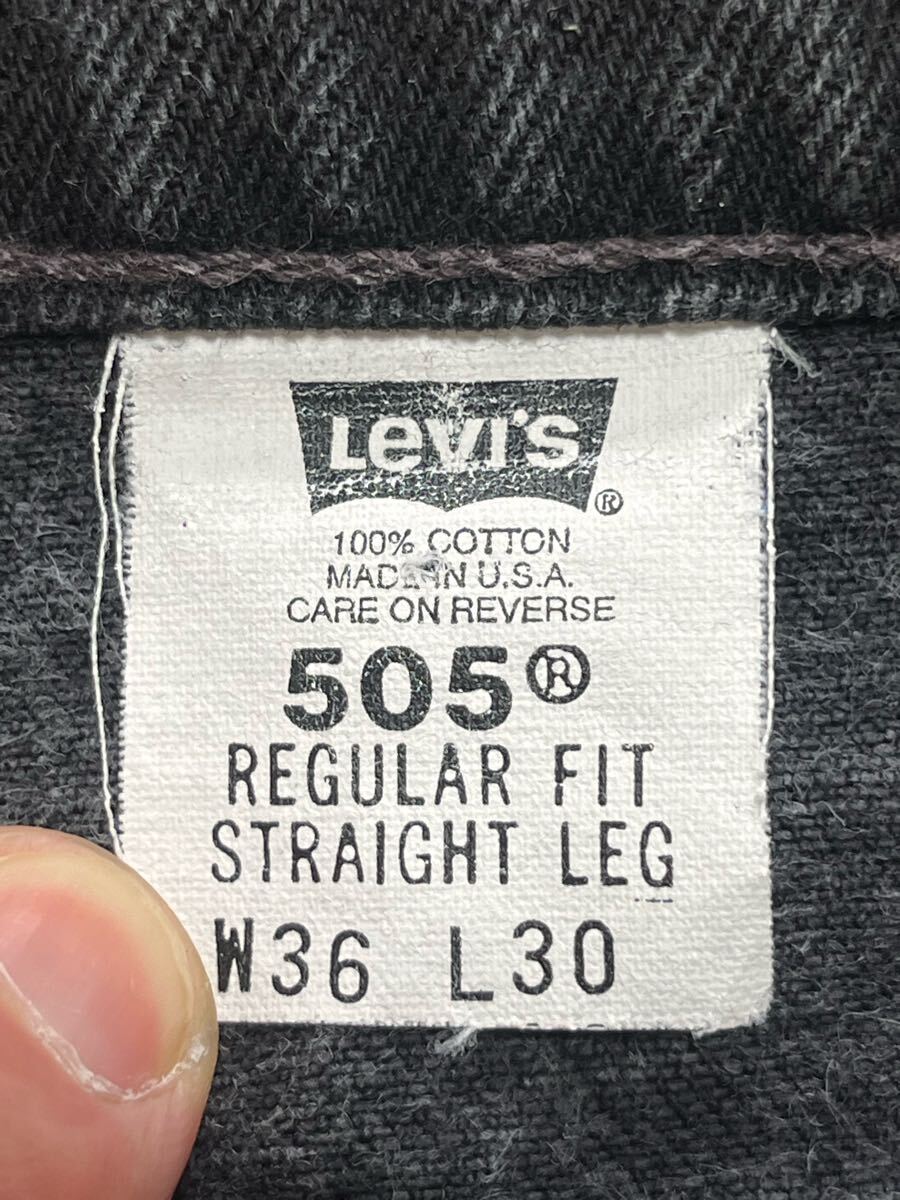 Levi's®
100% COTTON
MADE IN U.S.A.
CARE ON REVERSE
505®
REGULAR FIT
STRAIGHT LEG
W36 L30